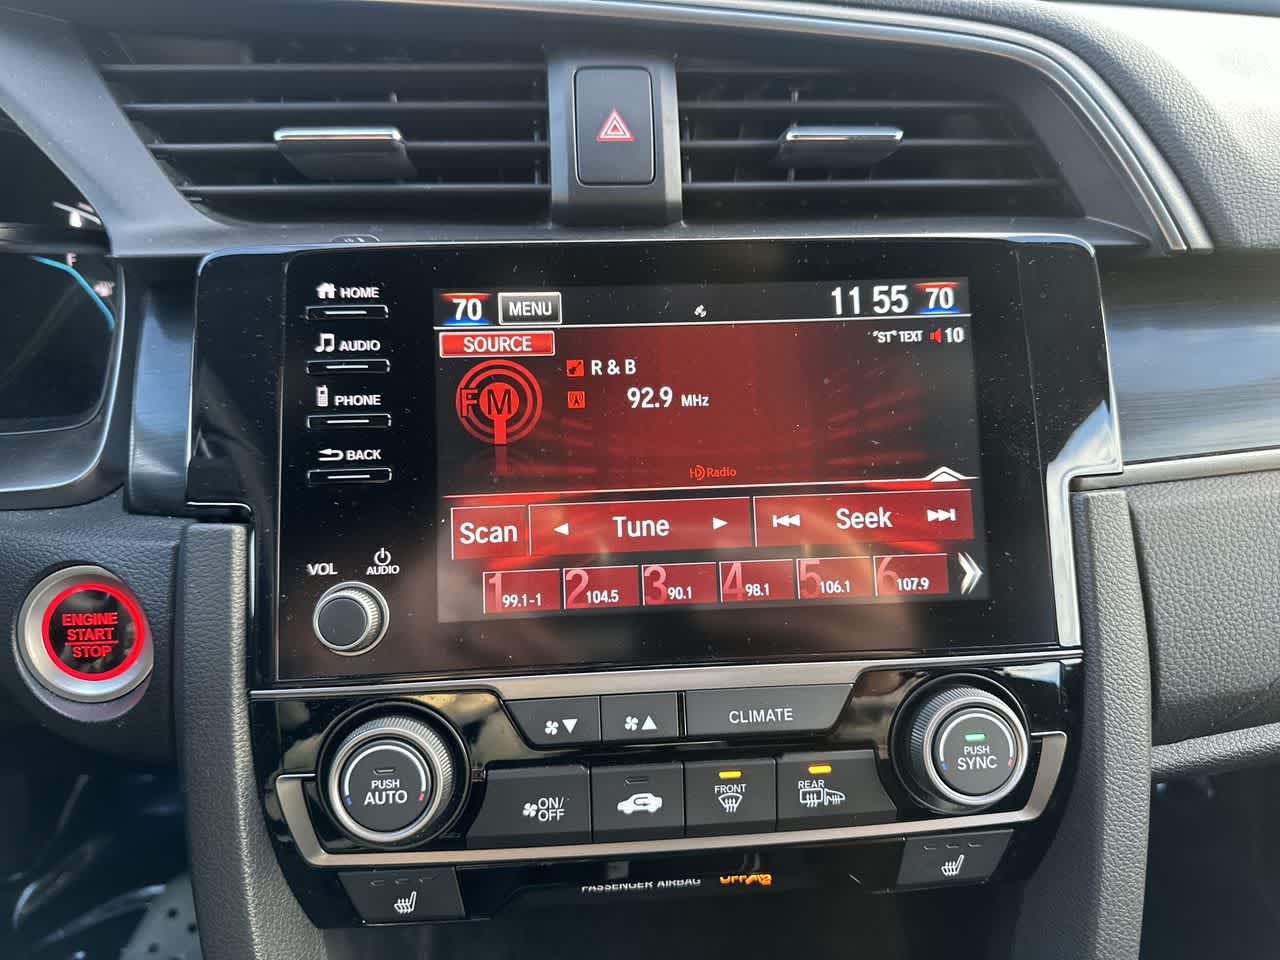 HOME
AUDIO
PHONE
BACK
VOL
AUDIO
70 MENU 11 55 70
SOURCE
"ST" TEXT 10
FM
R & B
92.9 MHz
HD Radio
Scan Tune Seek
1 99.1-1 2 104.5 3 90.1 4 98.1 5 106.1 6 107.9
ENGINE
START
STOP
CLIMATE
PUSH
AUTO
ON/
OFF
FRONT
REAR
PUSH
SYNC
PASSENGER AIRBAG OFF
F